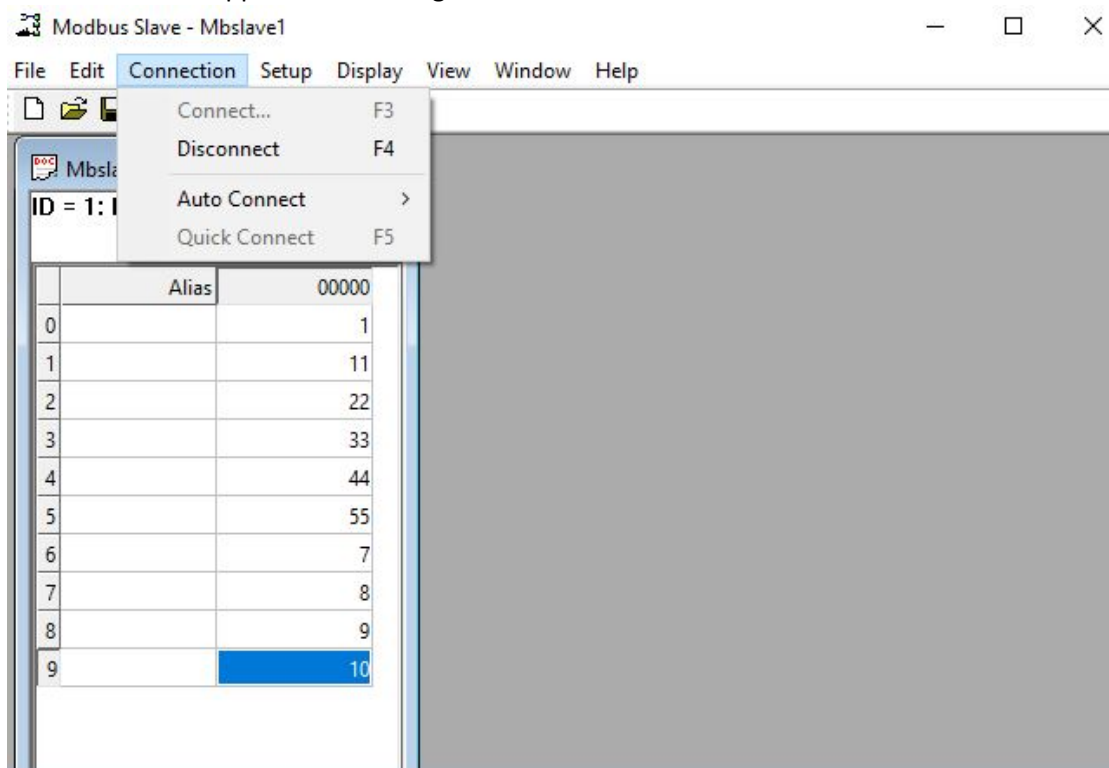 Modbus Slave - Mbslave1
File Edit Connection Setup Display View Window Help
Connect... F3
Disconnect F4
Auto Connect >
Quick Connect F5
ID = 1:
Alias 00000
0 1
1 11
2 22
3 33
4 44
5 55
6 7
7 8
8 9
9 10